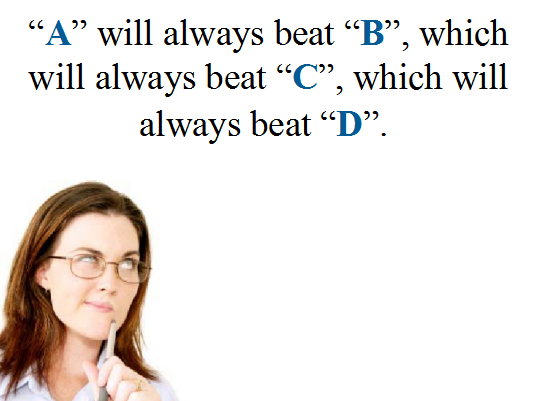 “A” will always beat “B”, which
will always beat “C”, which will
always beat “D”.